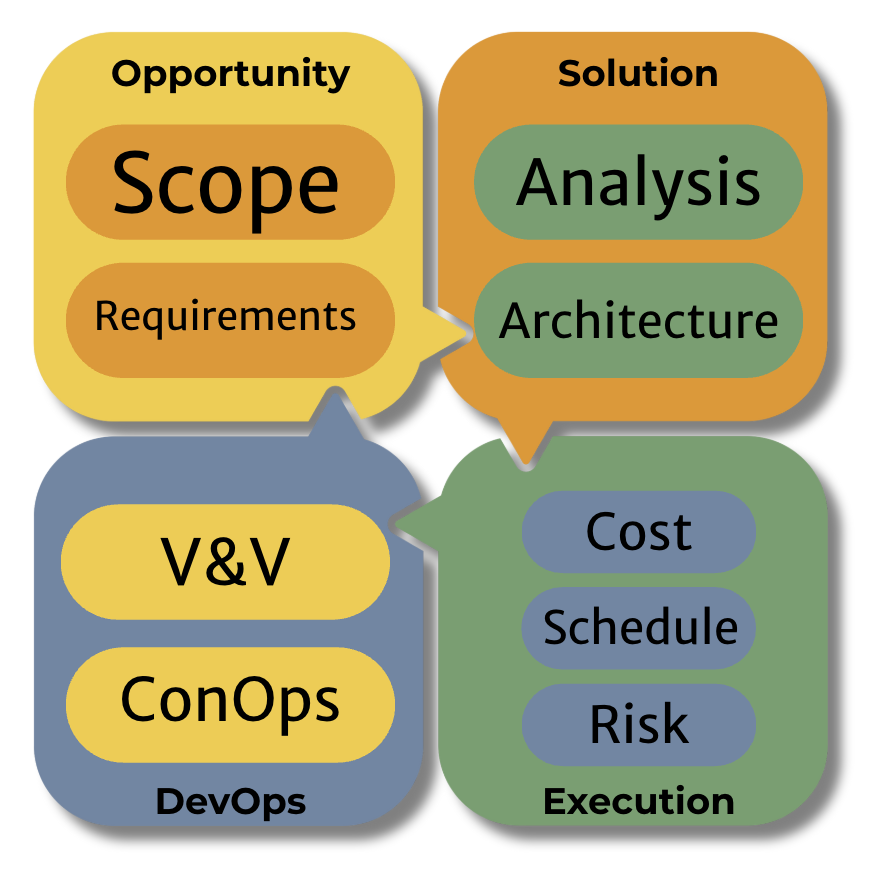 Opportunity
Scope
Requirements
Solution
Analysis
Architecture
V&V
ConOps
DevOps
Cost
Schedule
Risk
Execution